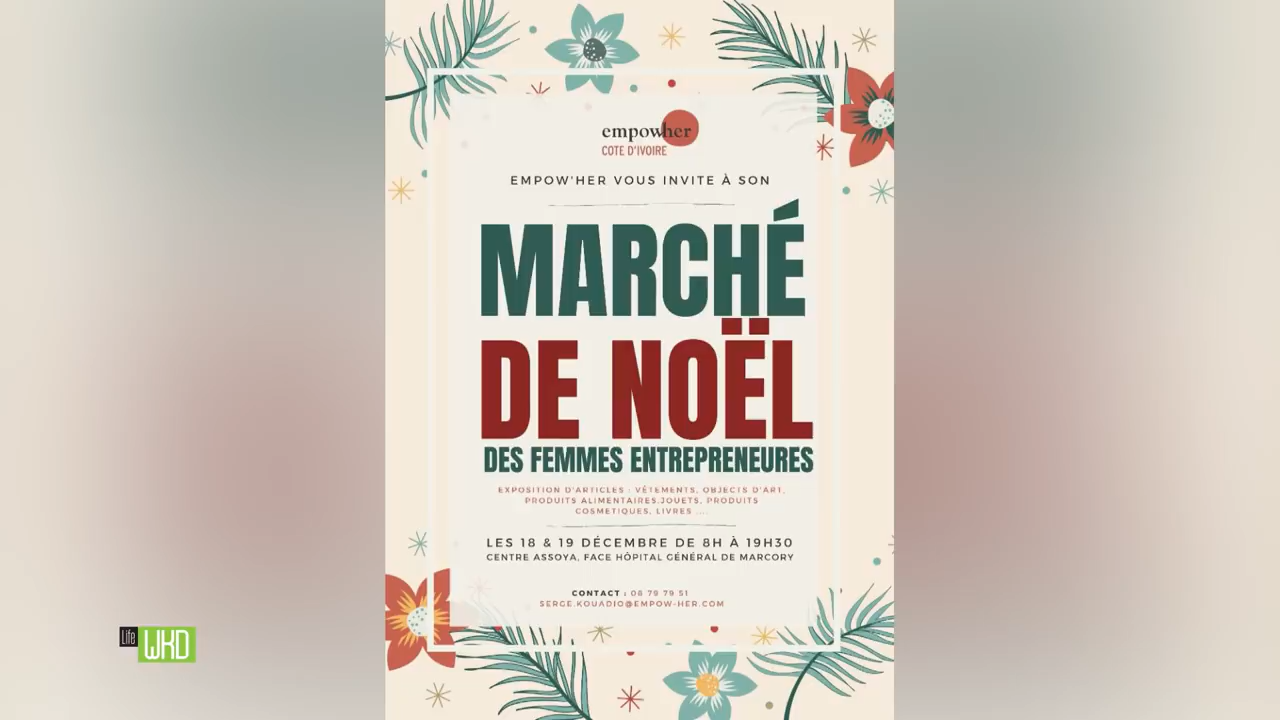 empowher
COTE D'IVOIRE
EMPOW'HER VOUS INVITE À SON
MARCHÉ
DE NOËL
DES FEMMES ENTREPRENEURES
EXPOSITION D'ARTICLES : VÊTEMENTS, OBJECTS D'ART,
PRODUITS ALIMENTAIRES,JOUETS, PRODUITS
COSMETIQUES, LIVRES ....
LES 18 & 19 DÉCEMBRE DE 8H À 19H30
CENTRE ASSOYA, FACE HÔPITAL GÉNÉRAL DE MARCORY
CONTACT : 08 79 79 51
SERGE.KOUADIO@EMPOW-HER.COM
Life WKD